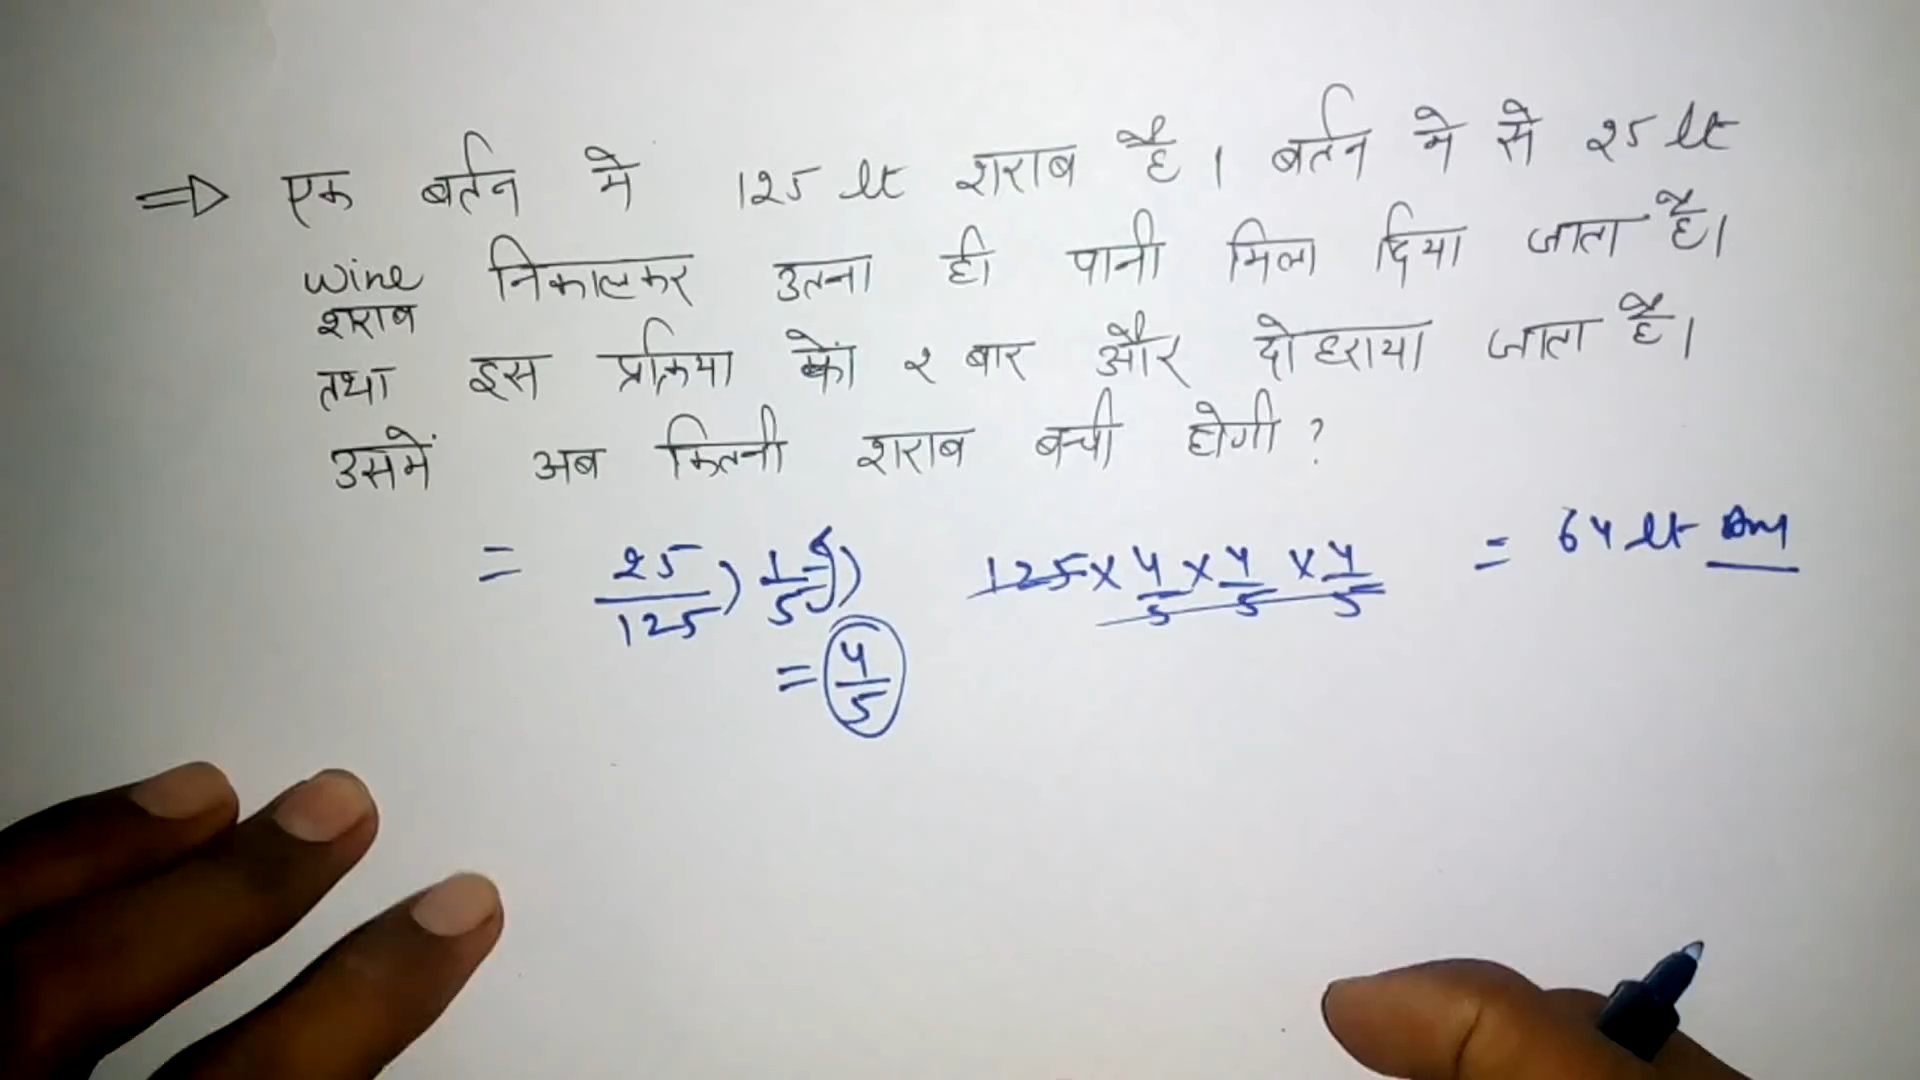 ⇒ एक बर्तन मे 125 lt शराब है। बर्तन मे से 25 lt
wine निकालकर उतना ही पानी मिला दिया जाता है।
शराब
तथा इस प्रक्रिया को 2 बार और दोहराया जाता है।
उसमें अब कितनी शराब बची होगी?
= 25/125) 1/5) 125 × 4/5 × 4/5 × 4/5 = 64 lt Ans
= 4/5